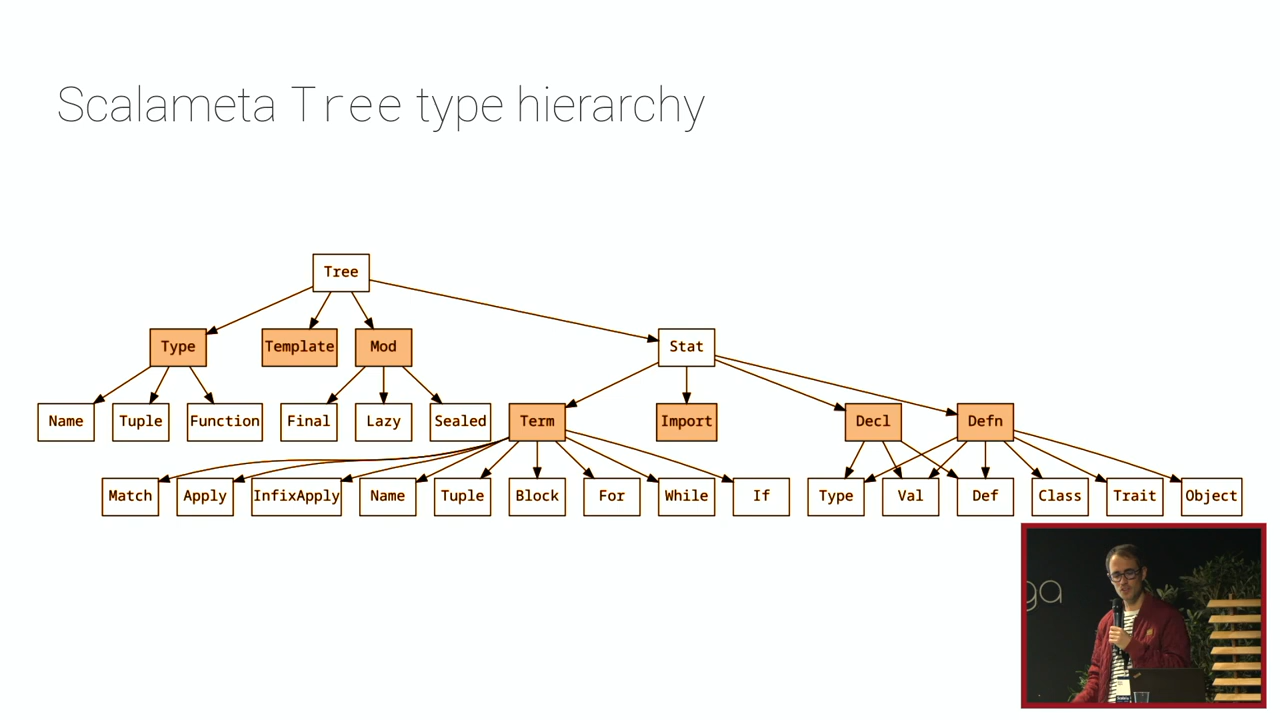 Scalameta Tree type hierarchy
Tree
Type Template Mod Stat
Name Tuple Function Final Lazy Sealed Term Import Decl Defn
Match Apply InfixApply Name Tuple Block For While If Type Val Def Class Trait Object
ga